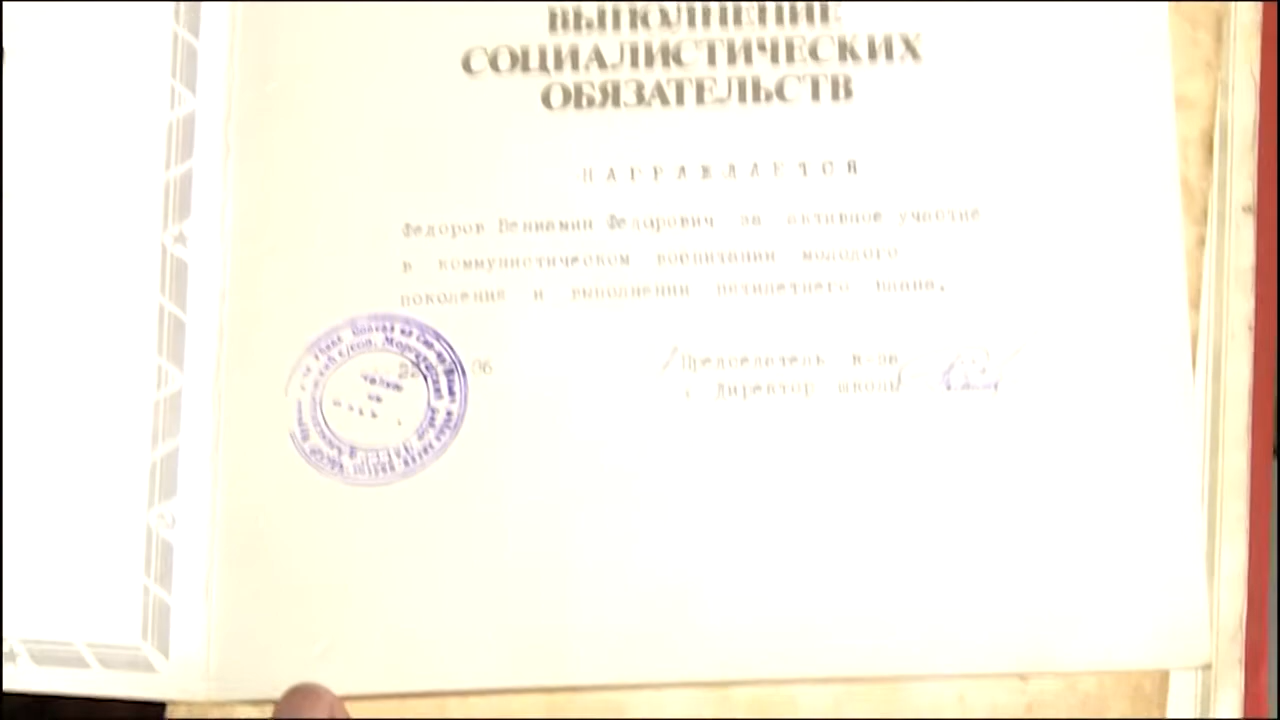 ВЫПОЛНЕНИЕ
СОЦИАЛИСТИЧЕСКИХ
ОБЯЗАТЕЛЬСТВ
НАГРАЖДАЕТСЯ
Федоров Вениамин Федорович за активное участие
в коммунистическом воспитании молодого
поколения и выполнении пятилетнего плана.
Председатель
Директор школы